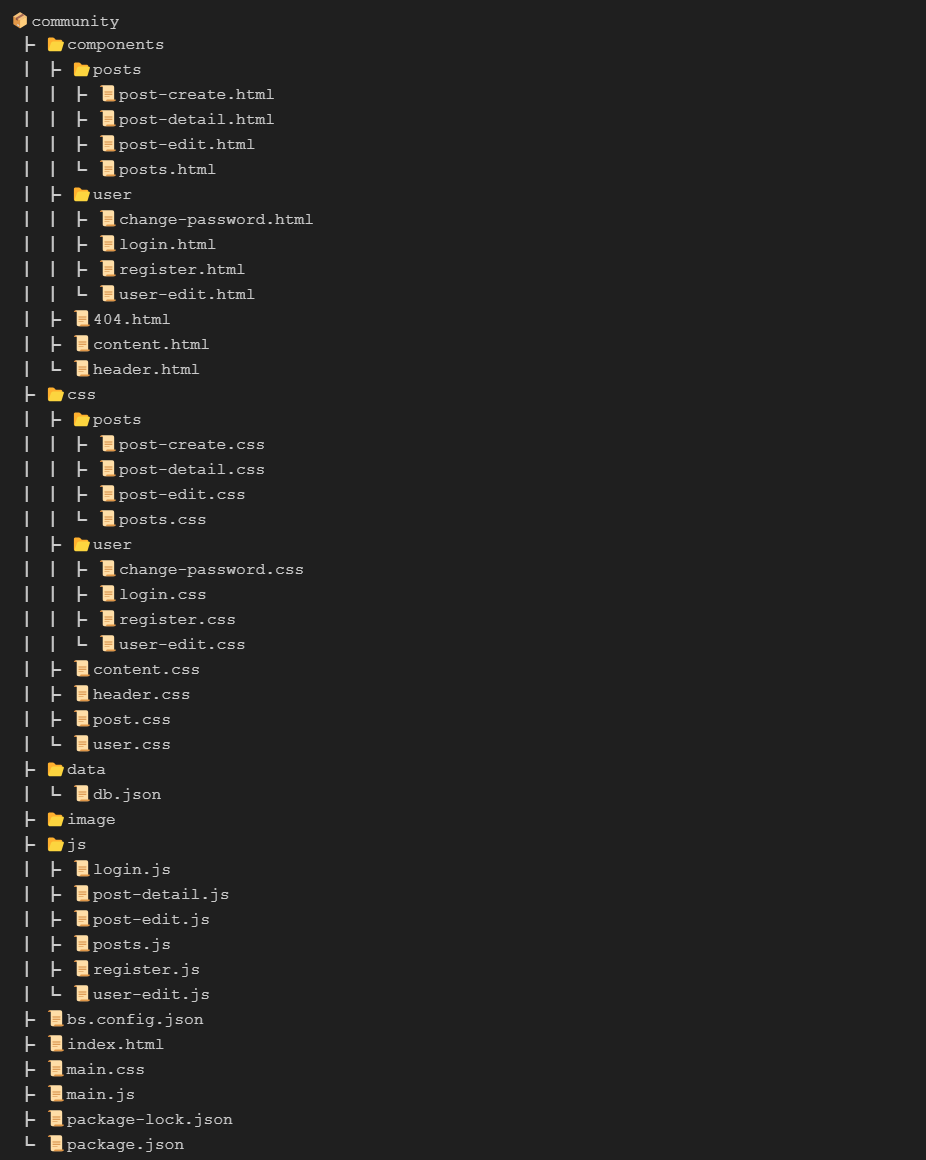 📦community
┣ 📂components
┃ ┣ 📂posts
┃ ┃ ┣ 📜post-create.html
┃ ┃ ┣ 📜post-detail.html
┃ ┃ ┣ 📜post-edit.html
┃ ┃ ┗ 📜posts.html
┃ ┣ 📂user
┃ ┃ ┣ 📜change-password.html
┃ ┃ ┣ 📜login.html
┃ ┃ ┣ 📜register.html
┃ ┃ ┗ 📜user-edit.html
┃ ┣ 📜404.html
┃ ┣ 📜content.html
┃ ┗ 📜header.html
┣ 📂css
┃ ┣ 📂posts
┃ ┃ ┣ 📜post-create.css
┃ ┃ ┣ 📜post-detail.css
┃ ┃ ┣ 📜post-edit.css
┃ ┃ ┗ 📜posts.css
┃ ┣ 📂user
┃ ┃ ┣ 📜change-password.css
┃ ┃ ┣ 📜login.css
┃ ┃ ┣ 📜register.css
┃ ┃ ┗ 📜user-edit.css
┃ ┣ 📜content.css
┃ ┣ 📜header.css
┃ ┣ 📜post.css
┃ ┗ 📜user.css
┣ 📂data
┃ ┗ 📜db.json
┣ 📂image
┣ 📂js
┃ ┣ 📜login.js
┃ ┣ 📜post-detail.js
┃ ┣ 📜post-edit.js
┃ ┣ 📜posts.js
┃ ┣ 📜register.js
┃ ┗ 📜user-edit.js
┣ 📜bs.config.json
┣ 📜index.html
┣ 📜main.css
┣ 📜main.js
┣ 📜package-lock.json
┗ 📜package.json